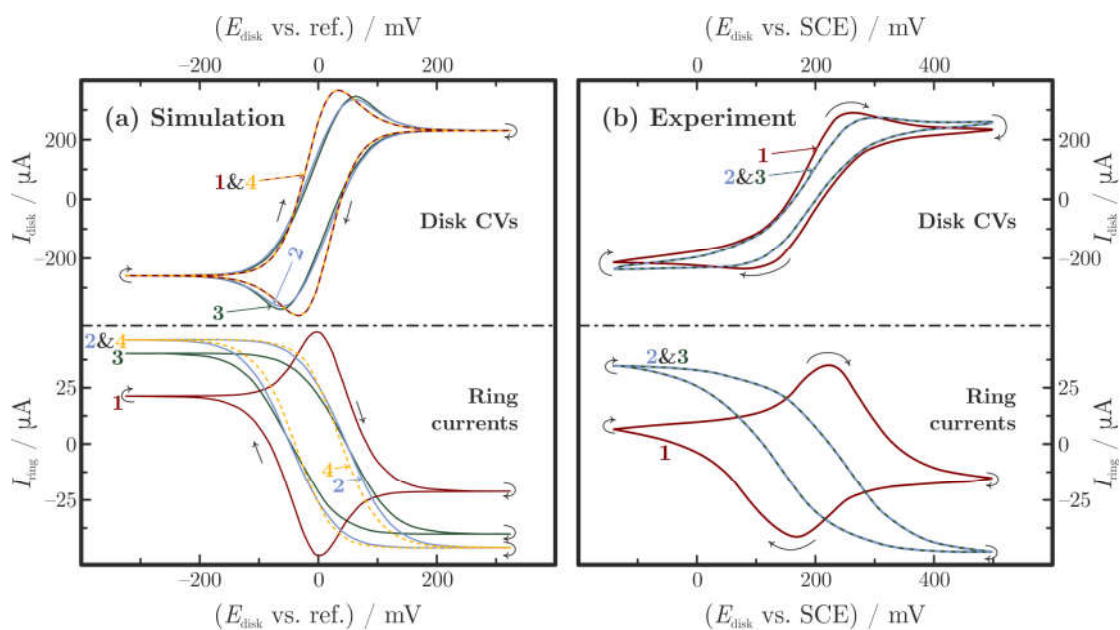 (E_disk vs. ref.) / mV
(E_disk vs. SCE) / mV
−200
0
200
0
200
400
(a) Simulation
(b) Experiment
200
0
−200
I_disk / µA
1&4
2
3
Disk CVs
1
2&3
Disk CVs
200
0
−200
I_disk / µA
2&4
3
1
4
2
Ring
currents
25
0
−25
I_ring / µA
2&3
1
Ring
currents
25
0
−25
I_ring / µA
−200
0
200
0
200
400
(E_disk vs. ref.) / mV
(E_disk vs. SCE) / mV